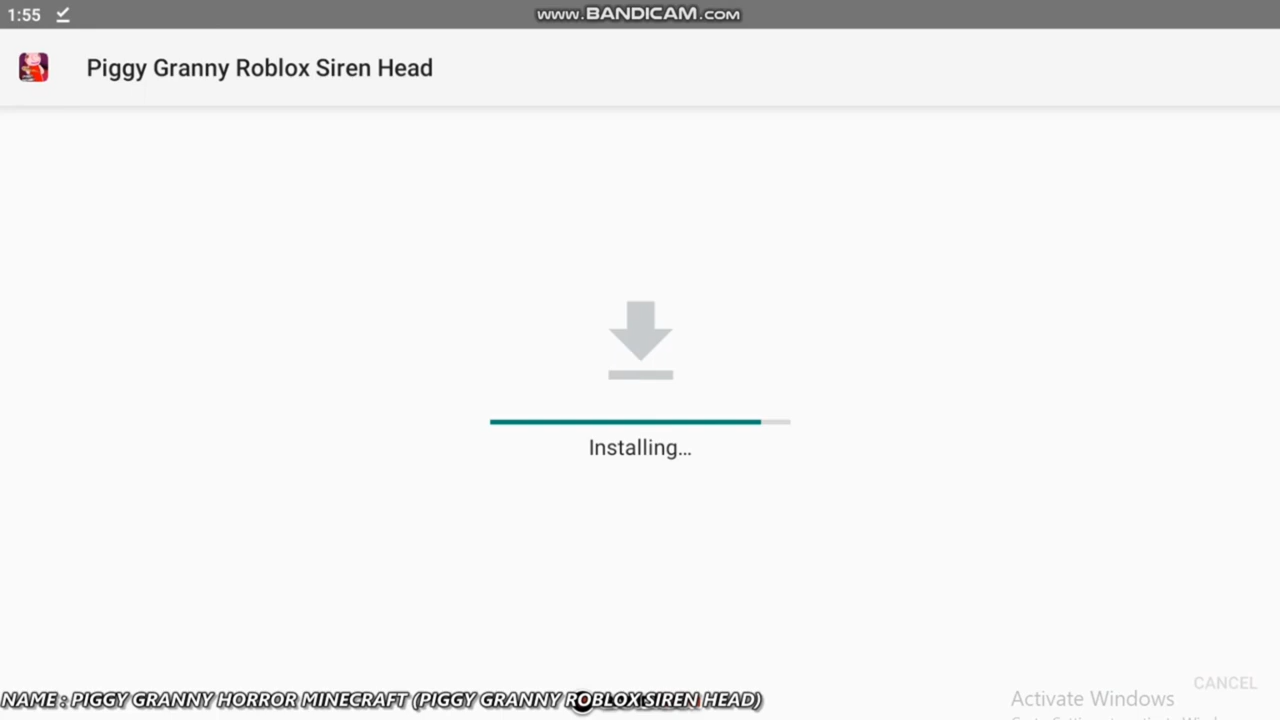 1:55
www.BANDICAM.com
Piggy Granny Roblox Siren Head
Installing...
CANCEL
Activate Windows
NAME : PIGGY GRANNY HORROR MINECRAFT (PIGGY GRANNY ROBLOX SIREN HEAD)